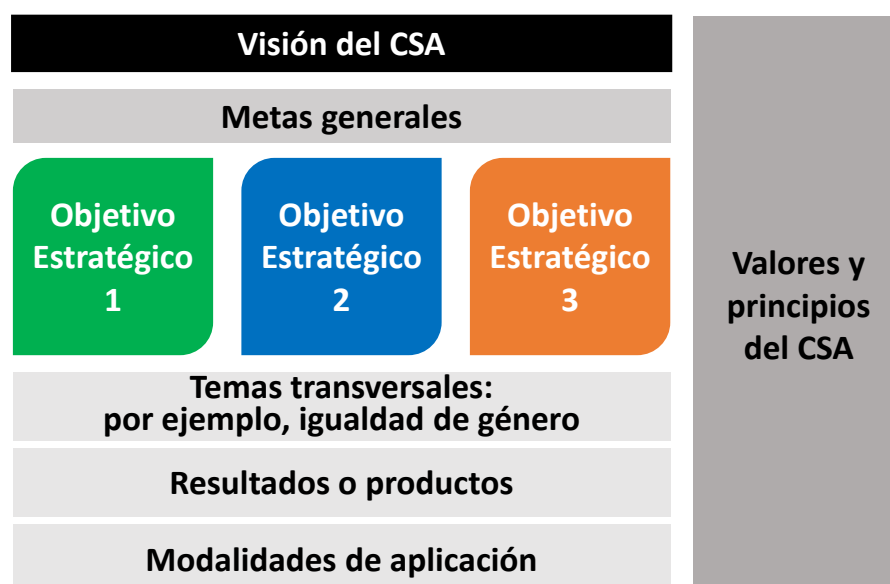 Visión del CSA
Metas generales
Objetivo
Estratégico
1
Objetivo
Estratégico
2
Objetivo
Estratégico
3
Temas transversales:
por ejemplo, igualdad de género
Resultados o productos
Modalidades de aplicación
Valores y
principios
del CSA